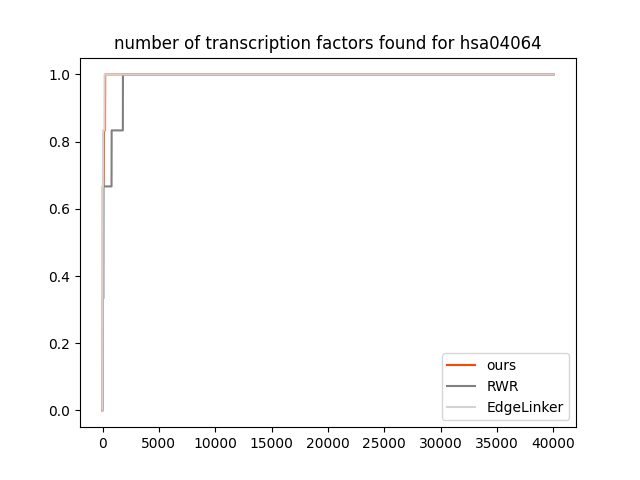 number of transcription factors found for hsa04064
1.0
0.8
0.6
0.4
0.2
0.0
ours
RWR
EdgeLinker
0 5000 10000 15000 20000 25000 30000 35000 40000